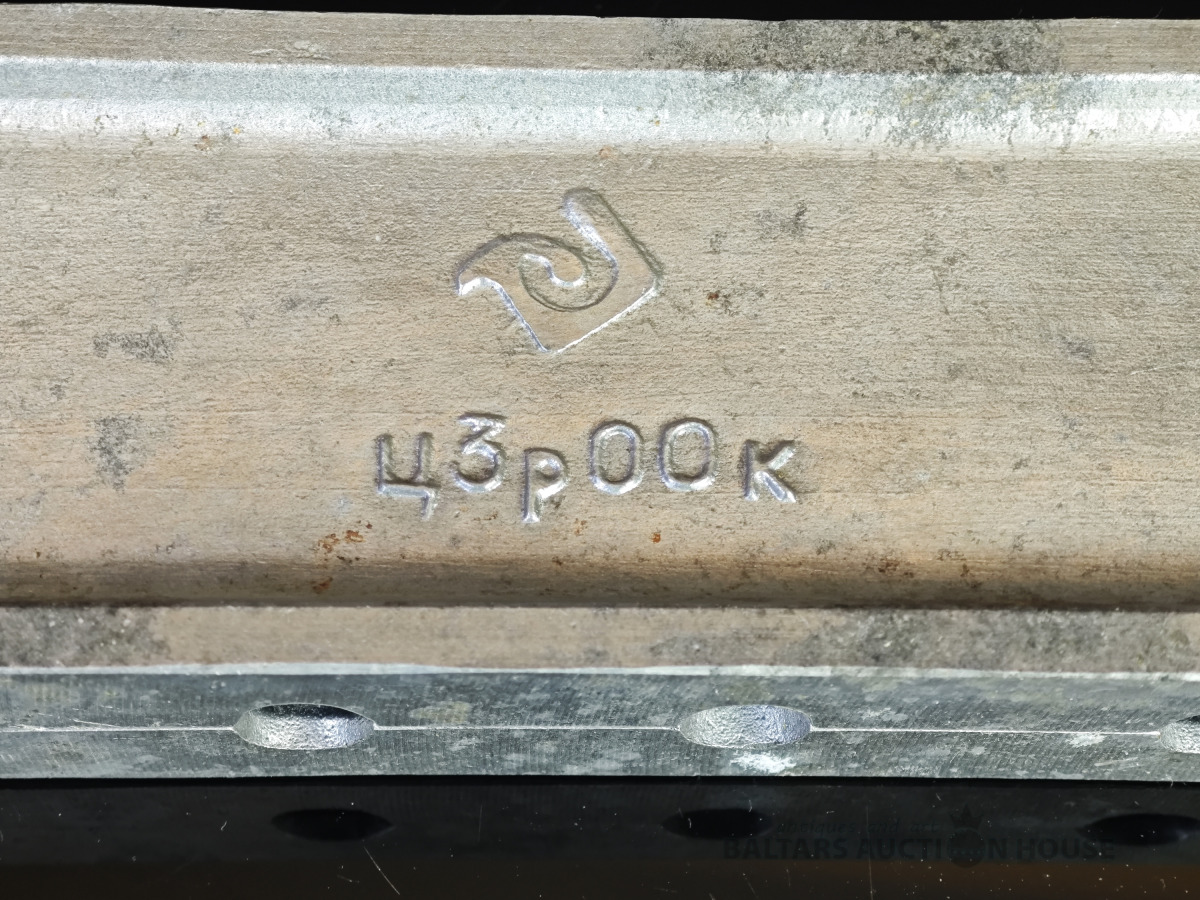 ц3р00к
BALTARS AUCTION HOUSE